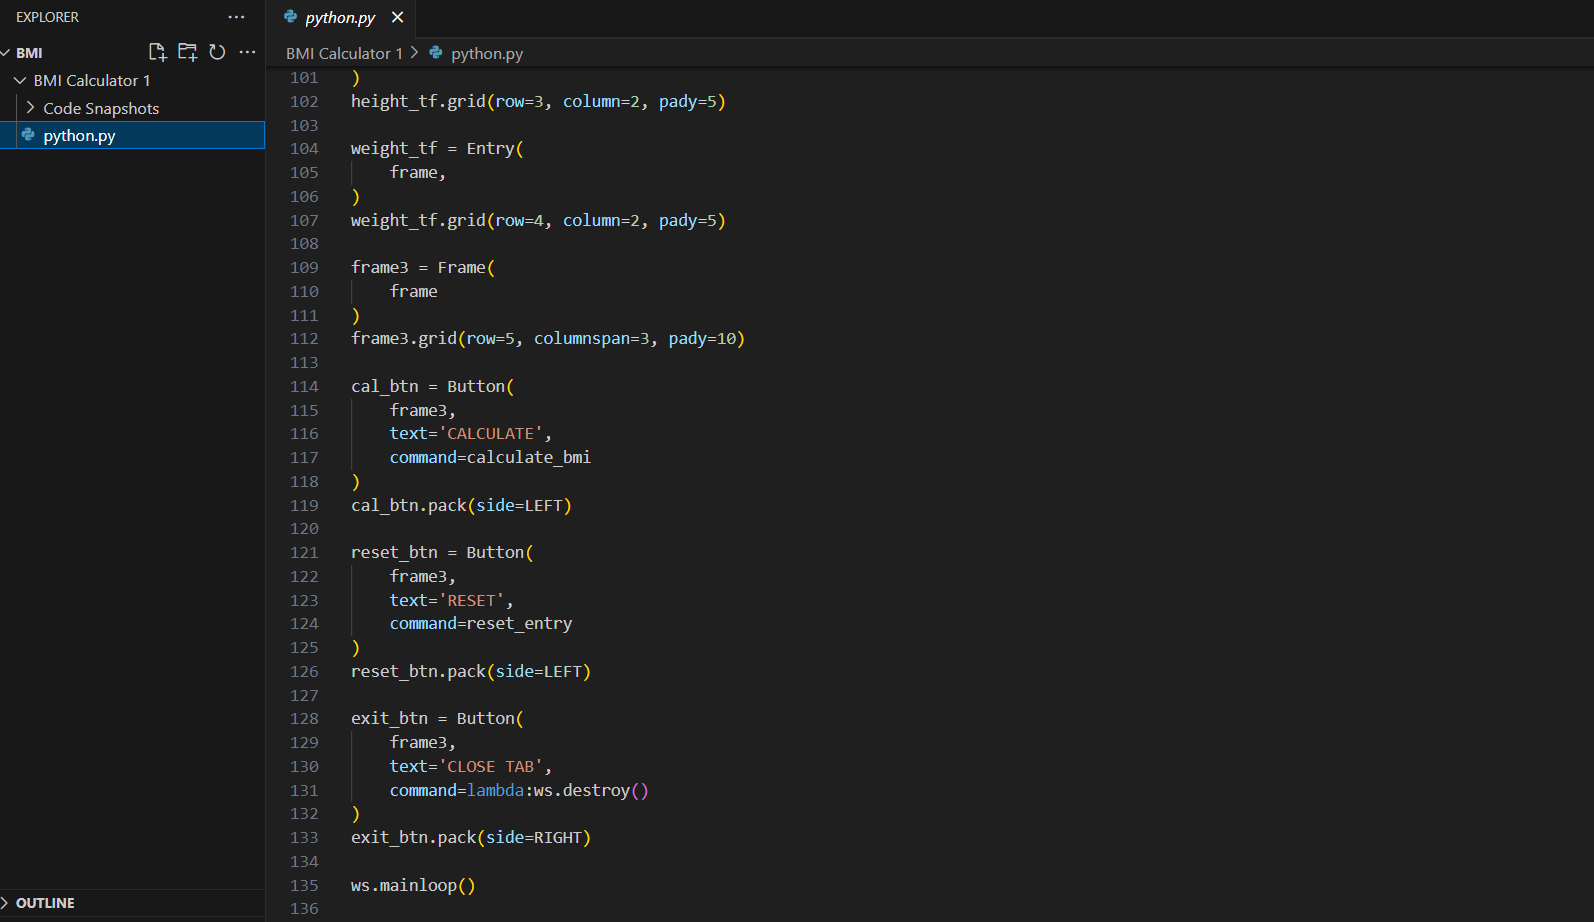 EXPLORER
BMI
BMI Calculator 1
Code Snapshots
python.py
OUTLINE
python.py
BMI Calculator 1 > python.py
101 )
102 height_tf.grid(row=3, column=2, pady=5)
103
104 weight_tf = Entry(
105     frame,
106 )
107 weight_tf.grid(row=4, column=2, pady=5)
108
109 frame3 = Frame(
110     frame
111 )
112 frame3.grid(row=5, columnspan=3, pady=10)
113
114 cal_btn = Button(
115     frame3,
116     text='CALCULATE',
117     command=calculate_bmi
118 )
119 cal_btn.pack(side=LEFT)
120
121 reset_btn = Button(
122     frame3,
123     text='RESET',
124     command=reset_entry
125 )
126 reset_btn.pack(side=LEFT)
127
128 exit_btn = Button(
129     frame3,
130     text='CLOSE TAB',
131     command=lambda:ws.destroy()
132 )
133 exit_btn.pack(side=RIGHT)
134
135 ws.mainloop()
136